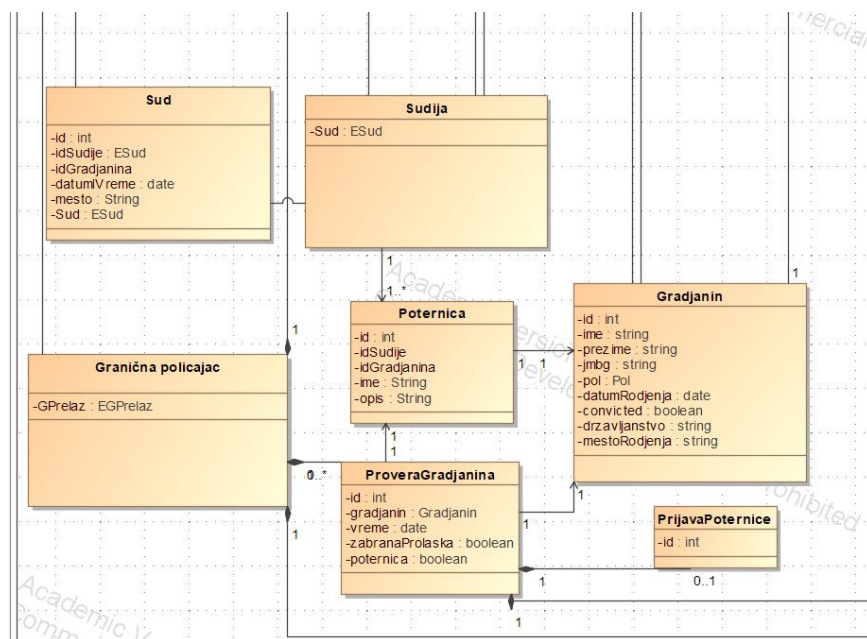 Sud
-id : int
-idSudije : ESud
-idGradjanina
-datumIVreme : date
-mesto : String
-Sud : ESud
Sudija
-Sud : ESud
1
1..*
Poternica
-id : int
-idSudije
-idGradjanina
-ime : String
-opis : String
1
1
1
Gradjanin
-id : int
-ime : string
-prezime : string
-jmbg : string
-pol : Pol
-datumRodjenja : date
-convicted : boolean
-drzavljanstvo : string
-mestoRodjenja : string
1
Granična policajac
-GPrelaz : EGPrelaz
1
1
1
ProveraGradjanina
-id : int
-gradjanin : Gradjanin
-vreme : date
-zabranaProlaska : boolean
-poternica : boolean
1
1
PrijavaPoternice
-id : int
1
0..1
1
Academic